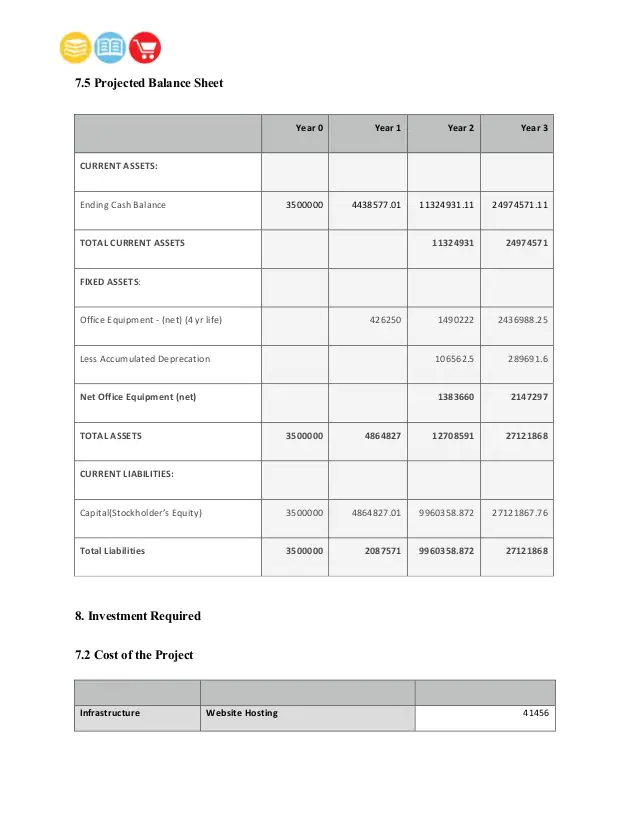 7.5 Projected Balance Sheet
Year 0 Year 1 Year 2 Year 3
CURRENT ASSETS:
Ending Cash Balance 3500000 4438577.01 11324931.11 24974571.11
TOTAL CURRENT ASSETS 11324931 24974571
FIXED ASSETS:
Office Equipment - (net) (4 yr life) 426250 1490222 2436988.25
Less Accumulated Deprecation 106562.5 289691.6
Net Office Equipment (net) 1383660 2147297
TOTAL ASSETS 3500000 4864827 12708591 27121868
CURRENT LIABILITIES:
Capital(Stockholder’s Equity) 3500000 4864827.01 9960358.872 27121867.76
Total Liabilities 3500000 2087571 9960358.872 27121868
8. Investment Required
7.2 Cost of the Project
Infrastructure Website Hosting 41456